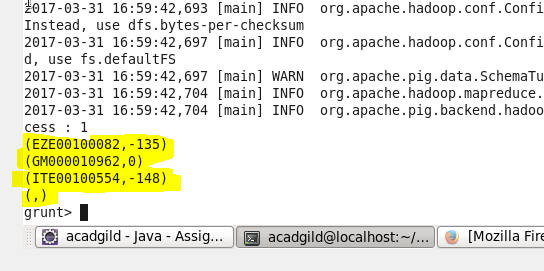 2017-03-31 16:59:42,693 [main] INFO  org.apache.hadoop.conf.Confi
Instead, use dfs.bytes-per-checksum
2017-03-31 16:59:42,697 [main] INFO  org.apache.hadoop.conf.Confi
d, use fs.defaultFS
2017-03-31 16:59:42,697 [main] WARN  org.apache.pig.data.SchemaTu
2017-03-31 16:59:42,704 [main] INFO  org.apache.hadoop.mapreduce.
2017-03-31 16:59:42,704 [main] INFO  org.apache.pig.backend.hadoo
cess : 1
(EZE00100082,-135)
(GM000010962,0)
(ITE00100554,-148)
(,)
grunt>
acadgild - Java - Assig... acadgild@localhost:~/... [Mozilla Fire